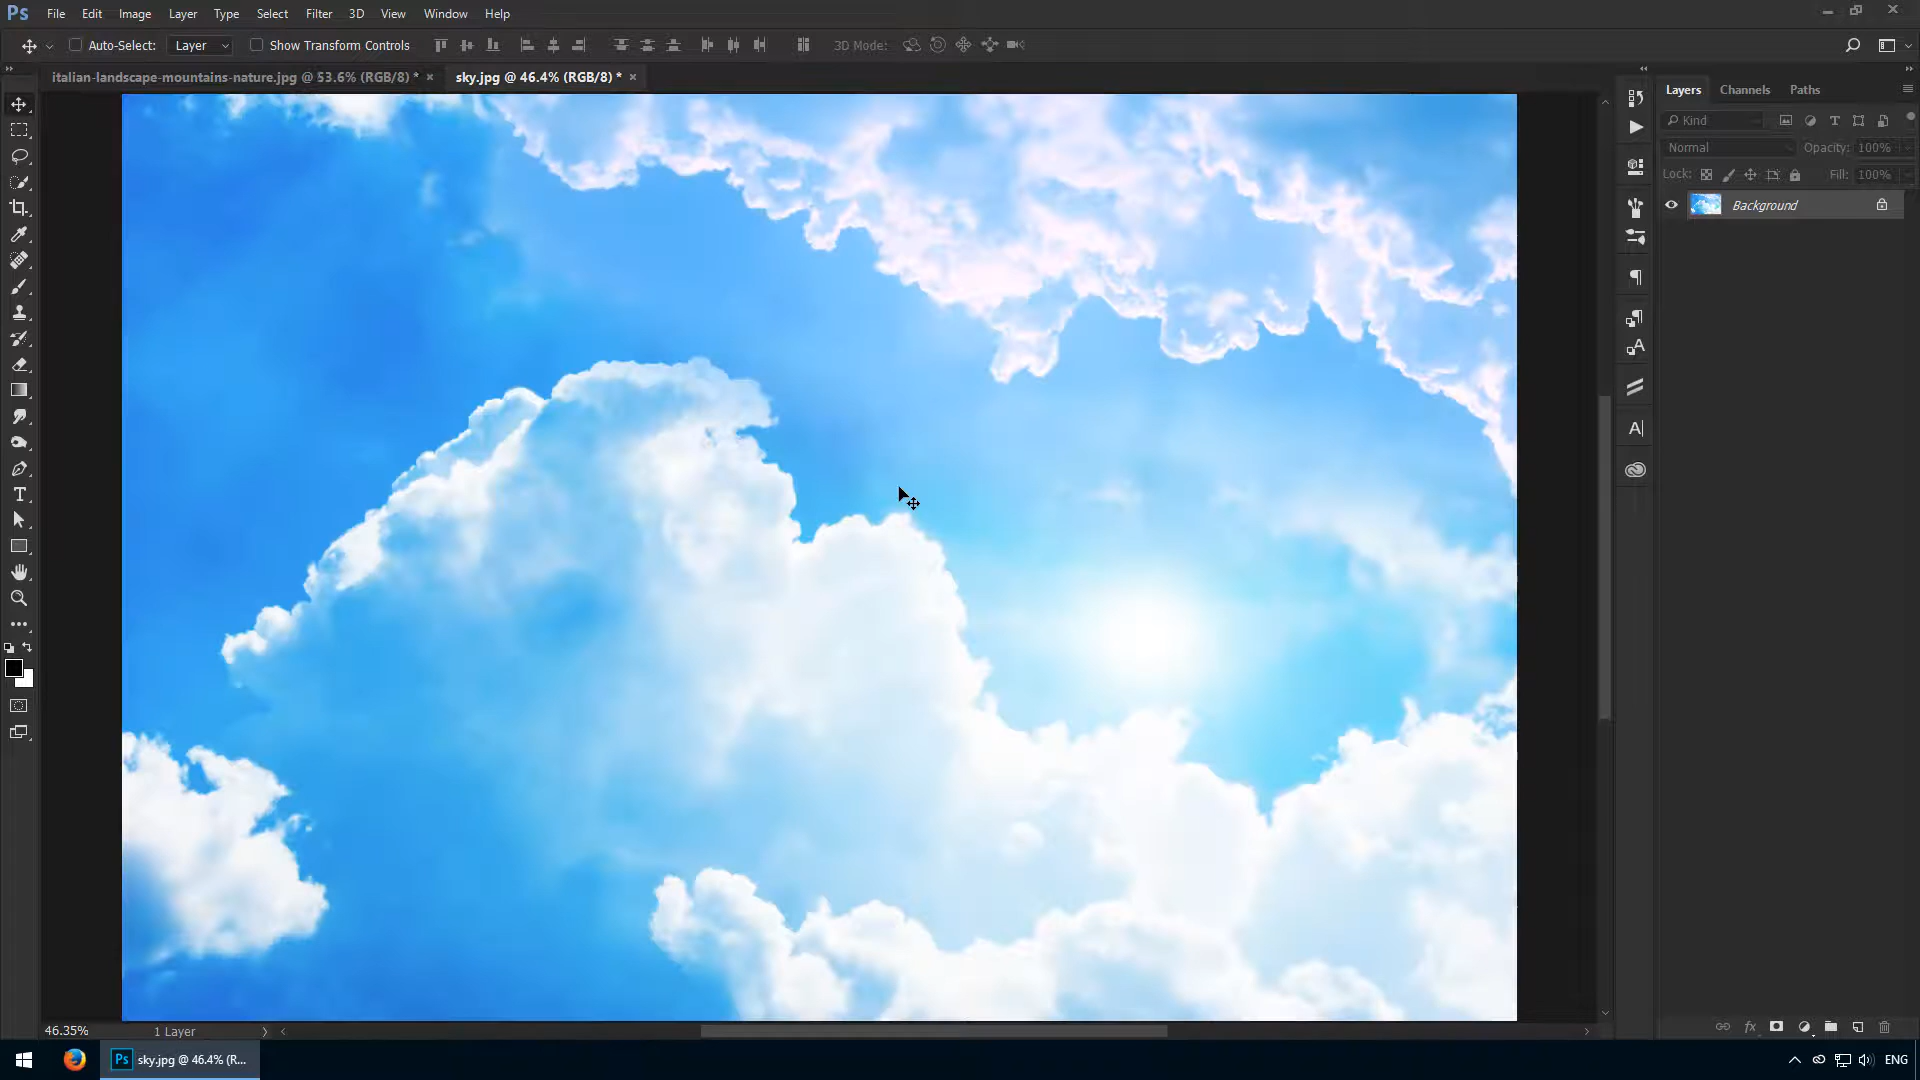 Ps File Edit Image Layer Type Select Filter 3D View Window Help
Auto-Select: Layer Show Transform Controls 3D Mode:
italian-landscape-mountains-nature.jpg @ 53.6% (RGB/8) * × sky.jpg @ 46.4% (RGB/8) * ×
Layers Channels Paths
Kind
Normal Opacity: 100%
Lock: Fill: 100%
Background
46.35% 1 Layer
Ps sky.jpg @ 46.4% (R... ENG